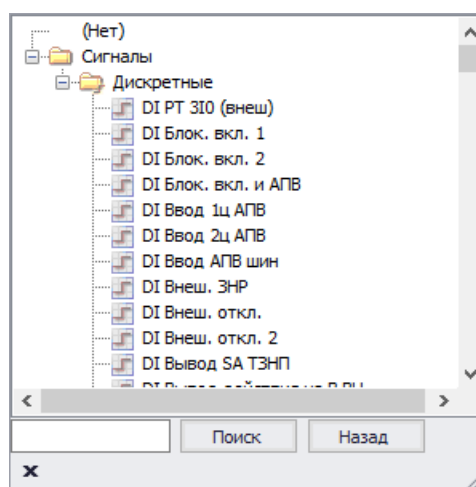 (Нет)
Сигналы
Дискретные
DI РТ 3I0 (внеш)
DI Блок. вкл. 1
DI Блок. вкл. 2
DI Блок. вкл. и АПВ
DI Ввод 1ц АПВ
DI Ввод 2ц АПВ
DI Ввод АПВ шин
DI Внеш. ЗНР
DI Внеш. откл.
DI Внеш. откл. 2
DI Вывод SA ТЗНП
Поиск
Назад
x